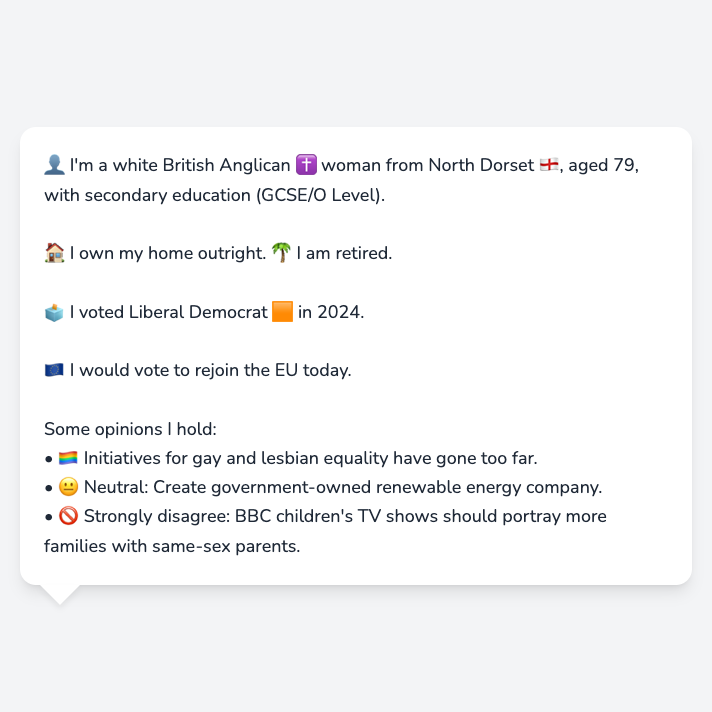 👤 I'm a white British Anglican ✝️ woman from North Dorset 🏴󠁧󠁢󠁥󠁮󠁧󠁿, aged 79,
with secondary education (GCSE/O Level).
🏠 I own my home outright. 🌴 I am retired.
🗳️ I voted Liberal Democrat 🟧 in 2024.
🇪🇺 I would vote to rejoin the EU today.
Some opinions I hold:
• 🏳️‍🌈 Initiatives for gay and lesbian equality have gone too far.
• 😐 Neutral: Create government-owned renewable energy company.
• 🚫 Strongly disagree: BBC children's TV shows should portray more
families with same-sex parents.